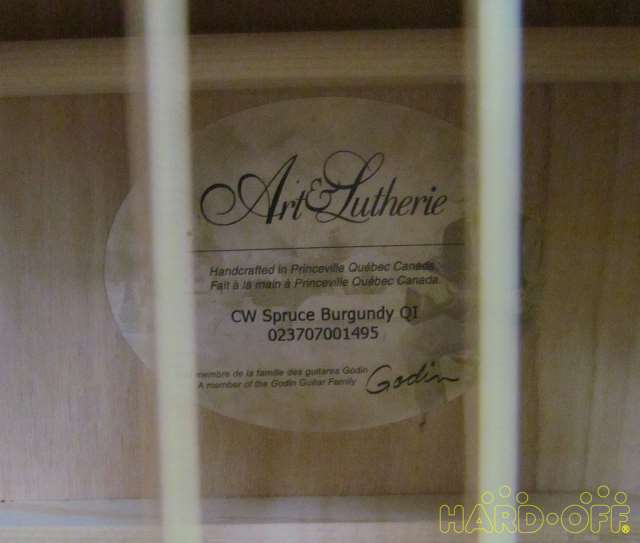 Art & Lutherie
Handcrafted in Princeville Québec Canada.
Fait à la main à Princeville Québec Canada.
CW Spruce Burgundy QI
023707001495
membre de la famille des guitares Godin
A member of the Godin Guitar Family
Godin
HARD·OFF®